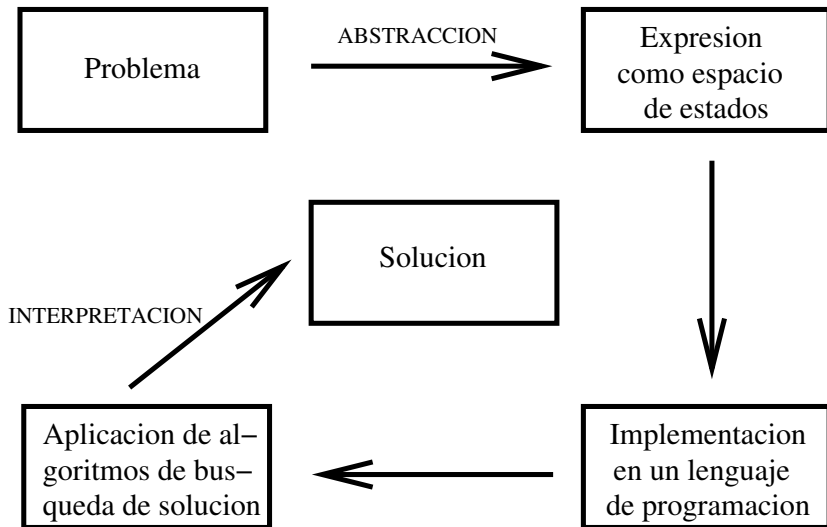 Problema
ABSTRACCION
Expresion
como espacio
de estados
Solucion
INTERPRETACION
Aplicacion de al–
goritmos de bus–
queda de solucion
Implementacion
en un lenguaje
de programacion